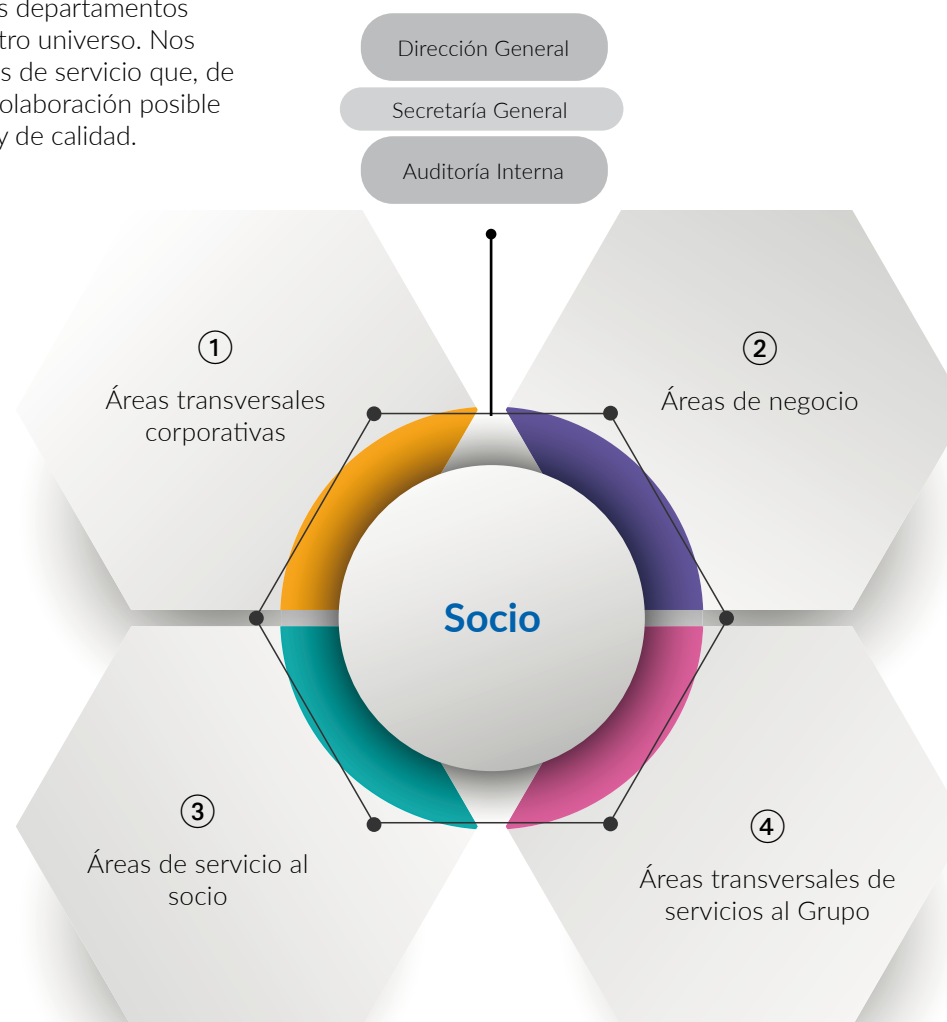 departamentos
universo. Nos
de servicio que, de
posible
y de calidad.
Dirección General
Secretaría General
Auditoría Interna
1
Áreas transversales
corporativas
2
Áreas de negocio
Socio
3
Áreas de servicio al
socio
4
Áreas transversales de
servicios al Grupo